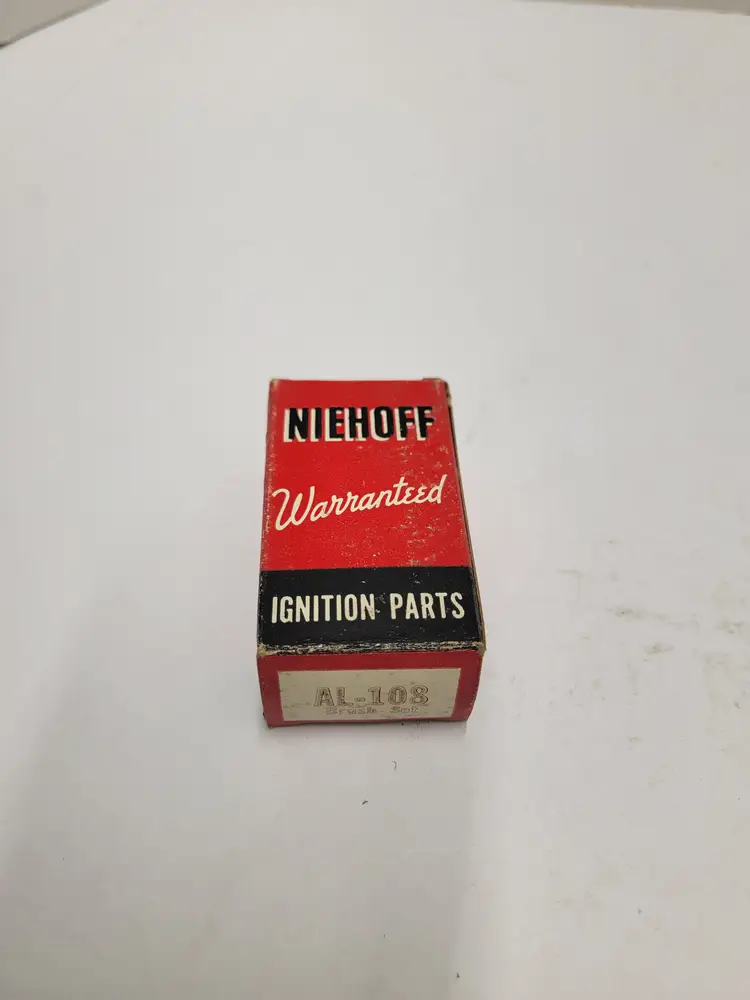 NIEHOFF
Warranteed
IGNITION PARTS
AL-108
Brush Set